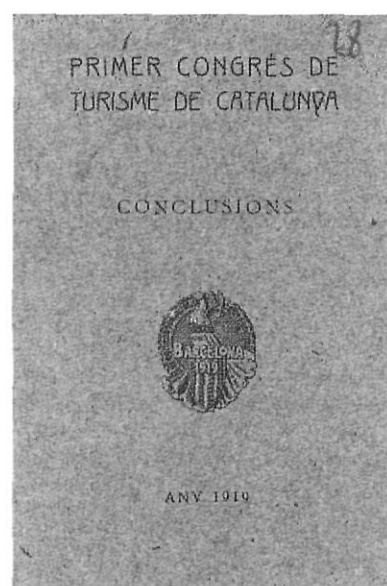 28
PRIMER CONGRÉS DE
TURISME DE CATALUNYA
CONCLUSIONS
BARCELONA
1919
ANY 1919